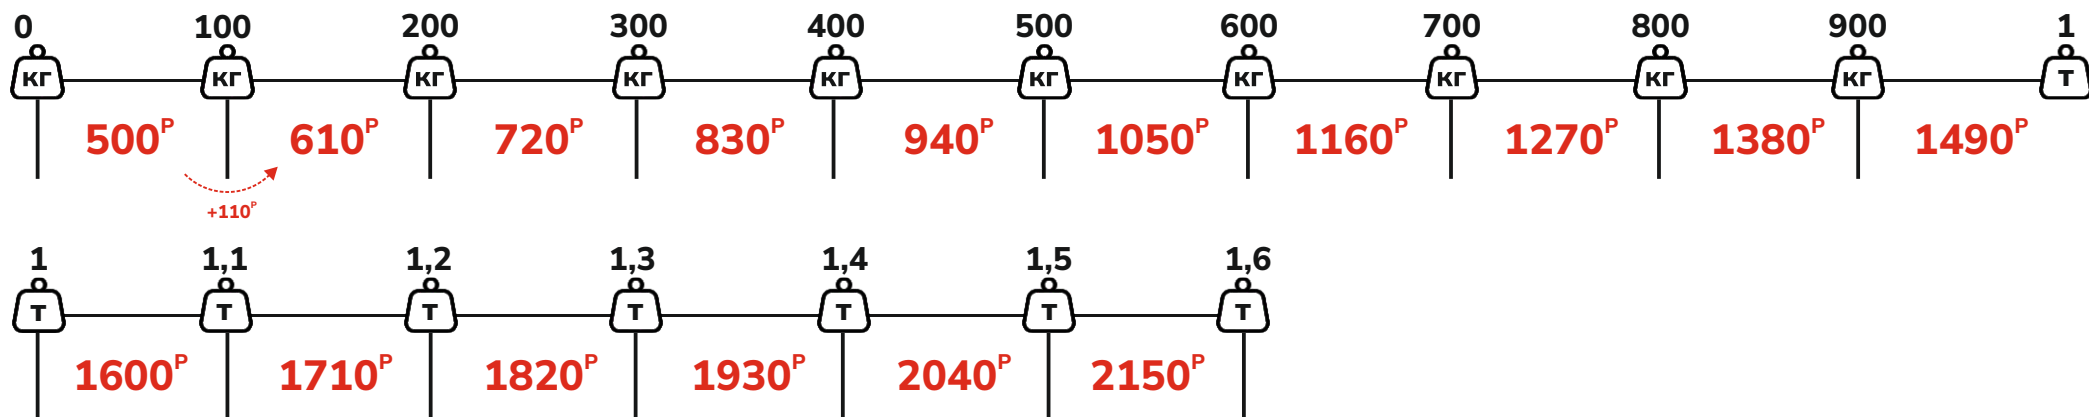 0 100 200 300 400 500 600 700 800 900 1
КГ КГ КГ КГ КГ КГ КГ КГ КГ КГ Т
500Р 610Р 720Р 830Р 940Р 1050Р 1160Р 1270Р 1380Р 1490Р
+110Р
1 1,1 1,2 1,3 1,4 1,5 1,6
Т Т Т Т Т Т Т
1600Р 1710Р 1820Р 1930Р 2040Р 2150Р